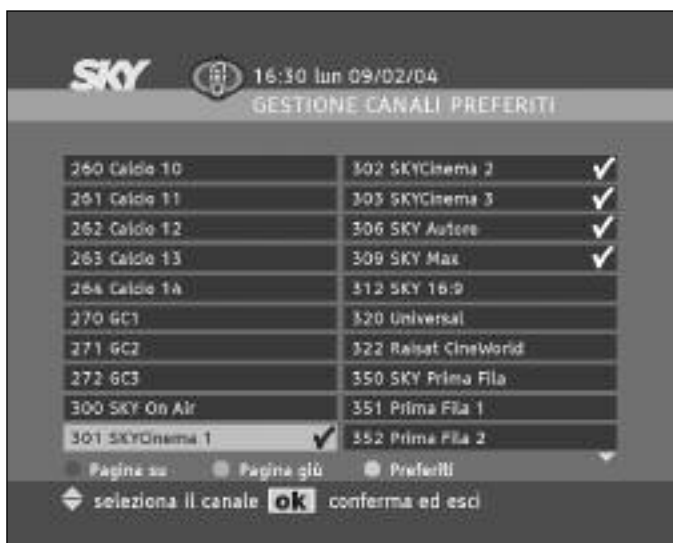 SKY 16:30 lun 09/02/04
GESTIONE CANALI PREFERITI
260 Calcio 10
261 Calcio 11
262 Calcio 12
263 Calcio 13
264 Calcio 14
270 GC1
271 GC2
272 GC3
300 SKY On Air
301 SKYCinema 1
302 SKYCinema 2
303 SKYCinema 3
306 SKY Autore
309 SKY Max
312 SKY 16:9
320 Universal
322 Raisat CineWorld
350 SKY Prima Fila
351 Prima Fila 1
352 Prima Fila 2
Pagina su Pagina giù Preferiti
seleziona il canale ok conferma ed esci